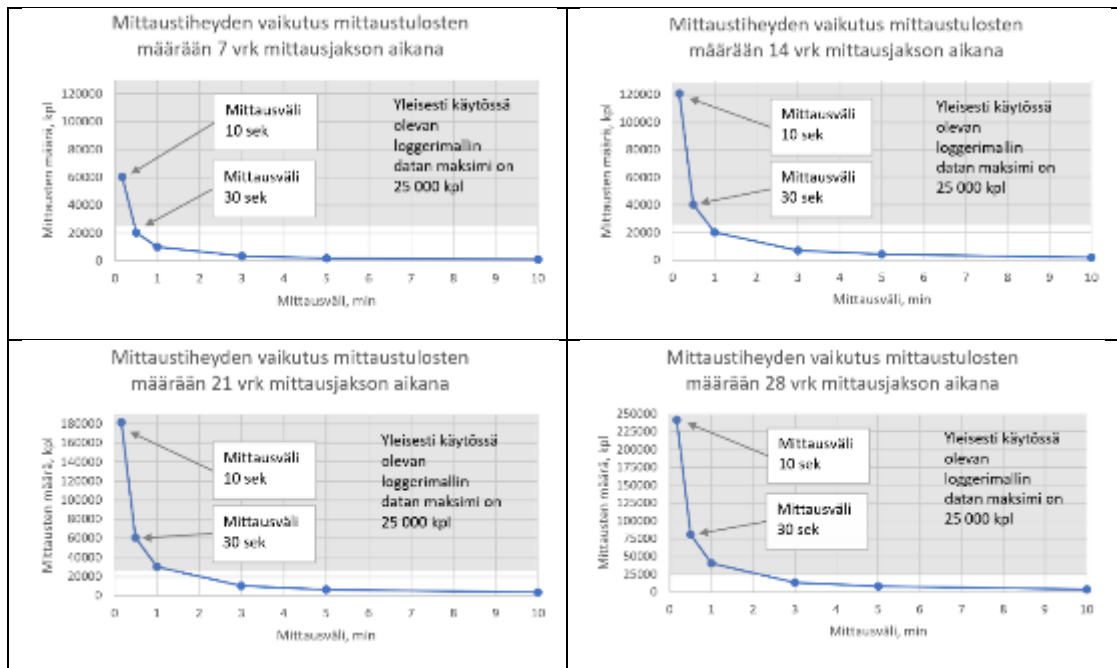 Mittaustiheyden vaikutus mittaustulosten
määrään 7 vrk mittausjakson aikana
Mittausten määrä, kpl
120000
100000
80000
60000
40000
20000
0
Mittausväli
10 sek
Mittausväli
30 sek
Yleisesti käytössä
olevan
loggerimallin
datan maksimi on
25 000 kpl
0 1 2 3 4 5 6 7 8 9 10
Mittausväli, min
Mittaustiheyden vaikutus mittaustulosten
määrään 14 vrk mittausjakson aikana
Mittausten määrä, kpl
120000
100000
80000
60000
40000
20000
0
Mittausväli
10 sek
Mittausväli
30 sek
Yleisesti käytössä
olevan
loggerimallin
datan maksimi on
25 000 kpl
0 1 2 3 4 5 6 7 8 9 10
Mittausväli, min
Mittaustiheyden vaikutus mittaustulosten
määrään 21 vrk mittausjakson aikana
Mittausten määrä, kpl
180000
160000
140000
120000
100000
80000
60000
40000
20000
0
Mittausväli
10 sek
Mittausväli
30 sek
Yleisesti käytössä
olevan
loggerimallin
datan maksimi on
25 000 kpl
0 1 2 3 4 5 6 7 8 9 10
Mittausväli, min
Mittaustiheyden vaikutus mittaustulosten
määrään 28 vrk mittausjakson aikana
Mittausten määrä, kpl
250000
225000
200000
175000
150000
125000
100000
75000
50000
25000
0
Mittausväli
10 sek
Mittausväli
30 sek
Yleisesti käytössä
olevan
loggerimallin
datan maksimi on
25 000 kpl
0 1 2 3 4 5 6 7 8 9 10
Mittausväli, min